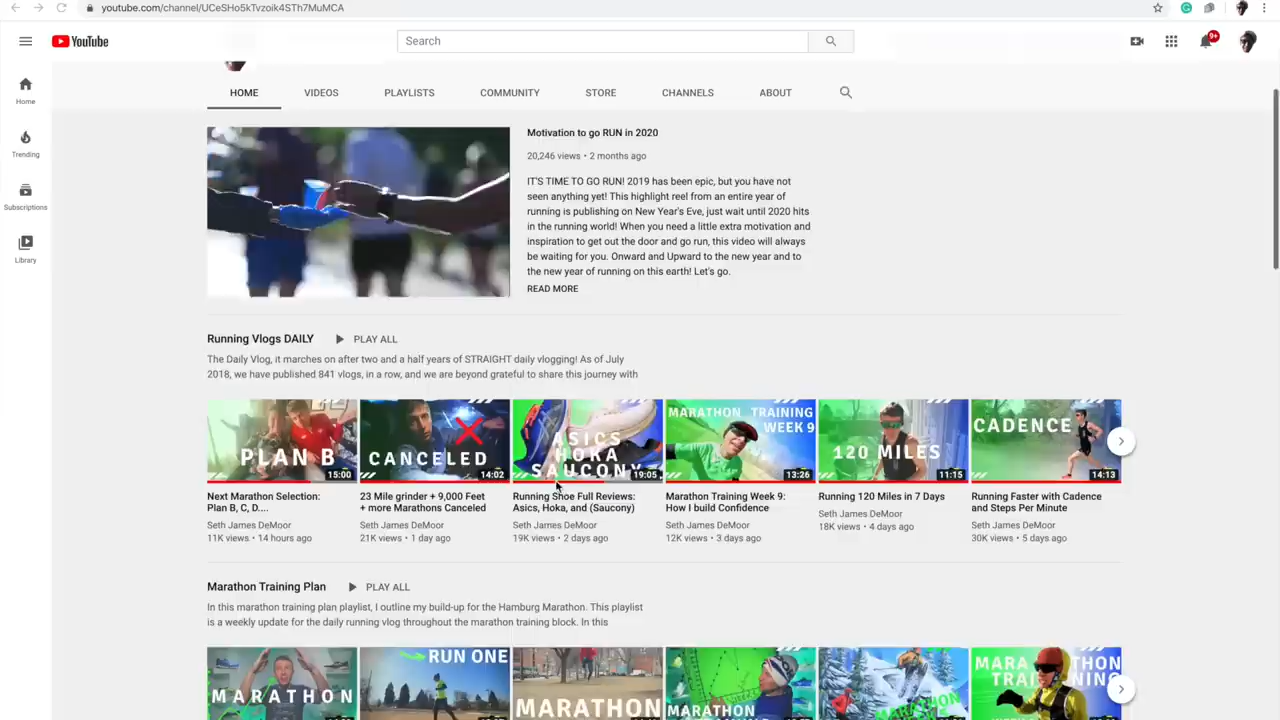 youtube.com/channel/UCeSHo5kTvzoik4STh7MuMCA
YouTube
Search
9+
Home
Trending
Subscriptions
Library
HOME
VIDEOS
PLAYLISTS
COMMUNITY
STORE
CHANNELS
ABOUT
Motivation to go RUN in 2020
20,246 views • 2 months ago
IT'S TIME TO GO RUN! 2019 has been epic, but you have not
seen anything yet! This highlight reel from an entire year of
running is publishing on New Year's Eve, just wait until 2020 hits
in the running world! When you need a little extra motivation and
inspiration to get out the door and go run, this video will always
be waiting for you. Onward and Upward to the new year and to
the new year of running on this earth! Let's go.
READ MORE
Running Vlogs DAILY
PLAY ALL
The Daily Vlog, it marches on after two and a half years of STRAIGHT daily vlogging! As of July
2018, we have published 841 vlogs, in a row, and we are beyond grateful to share this journey with
PLAN B
15:00
Next Marathon Selection:
Plan B, C, D....
Seth James DeMoor
11K views • 14 hours ago
CANCELED
14:02
23 Mile grinder + 9,000 Feet
+ more Marathons Canceled
Seth James DeMoor
21K views • 1 day ago
ASICS
HOKA
SAUCONY
19:05
Running Shoe Full Reviews:
Asics, Hoka, and (Saucony)
Seth James DeMoor
19K views • 2 days ago
MARATHON TRAINING
WEEK 9
13:26
Marathon Training Week 9:
How I build Confidence
Seth James DeMoor
12K views • 3 days ago
120 MILES
11:15
Running 120 Miles in 7 Days
Seth James DeMoor
18K views • 4 days ago
CADENCE
14:13
Running Faster with Cadence
and Steps Per Minute
Seth James DeMoor
30K views • 5 days ago
Marathon Training Plan
PLAY ALL
In this marathon training plan playlist, I outline my build-up for the Hamburg Marathon. This playlist
is a weekly update for the daily running vlog throughout the marathon training block. In this
MARATHON
RUN ONE
MARATHON
MARATHON
MARATHON
MARATHON
TRAINING